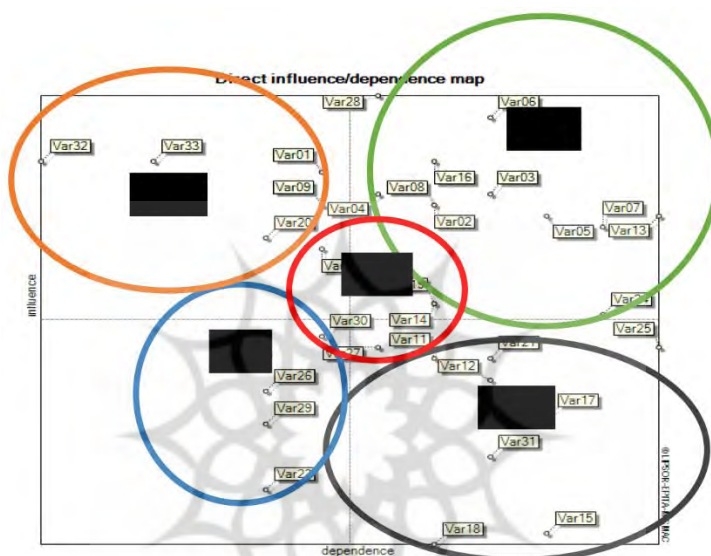 Direct influence/dependence map
Var28
Var06
Var32
Var33
Var01
Var16
Var09
Var08
Var03
Var04
Var02
Var07
Var20
Var05
Var13
influence
Var30
Var14
Var25
Var11
Var21
Var12
Var26
Var17
Var29
Var31
Var18
Var15
dependence